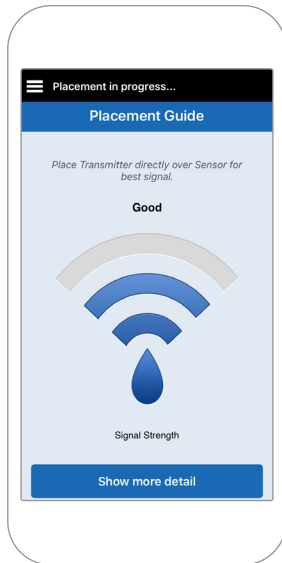 Placement in progress...
Placement Guide
Place Transmitter directly over Sensor for
best signal.
Good
Signal Strength
Show more detail